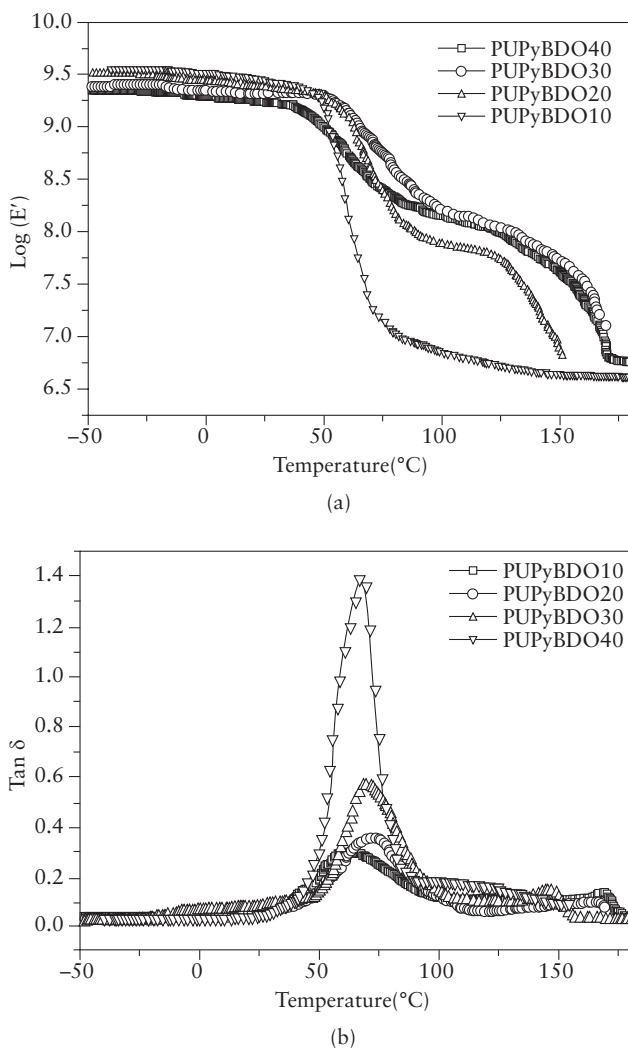 10.0
9.5
9.0
8.5
8.0
7.5
7.0
6.5
Log (E′)
PUPyBDO40
PUPyBDO30
PUPyBDO20
PUPyBDO10
−50 0 50 100 150
Temperature(°C)
(a)
1.4
1.2
1.0
0.8
0.6
0.4
0.2
0.0
Tan δ
PUPyBDO10
PUPyBDO20
PUPyBDO30
PUPyBDO40
−50 0 50 100 150
Temperature(°C)
(b)